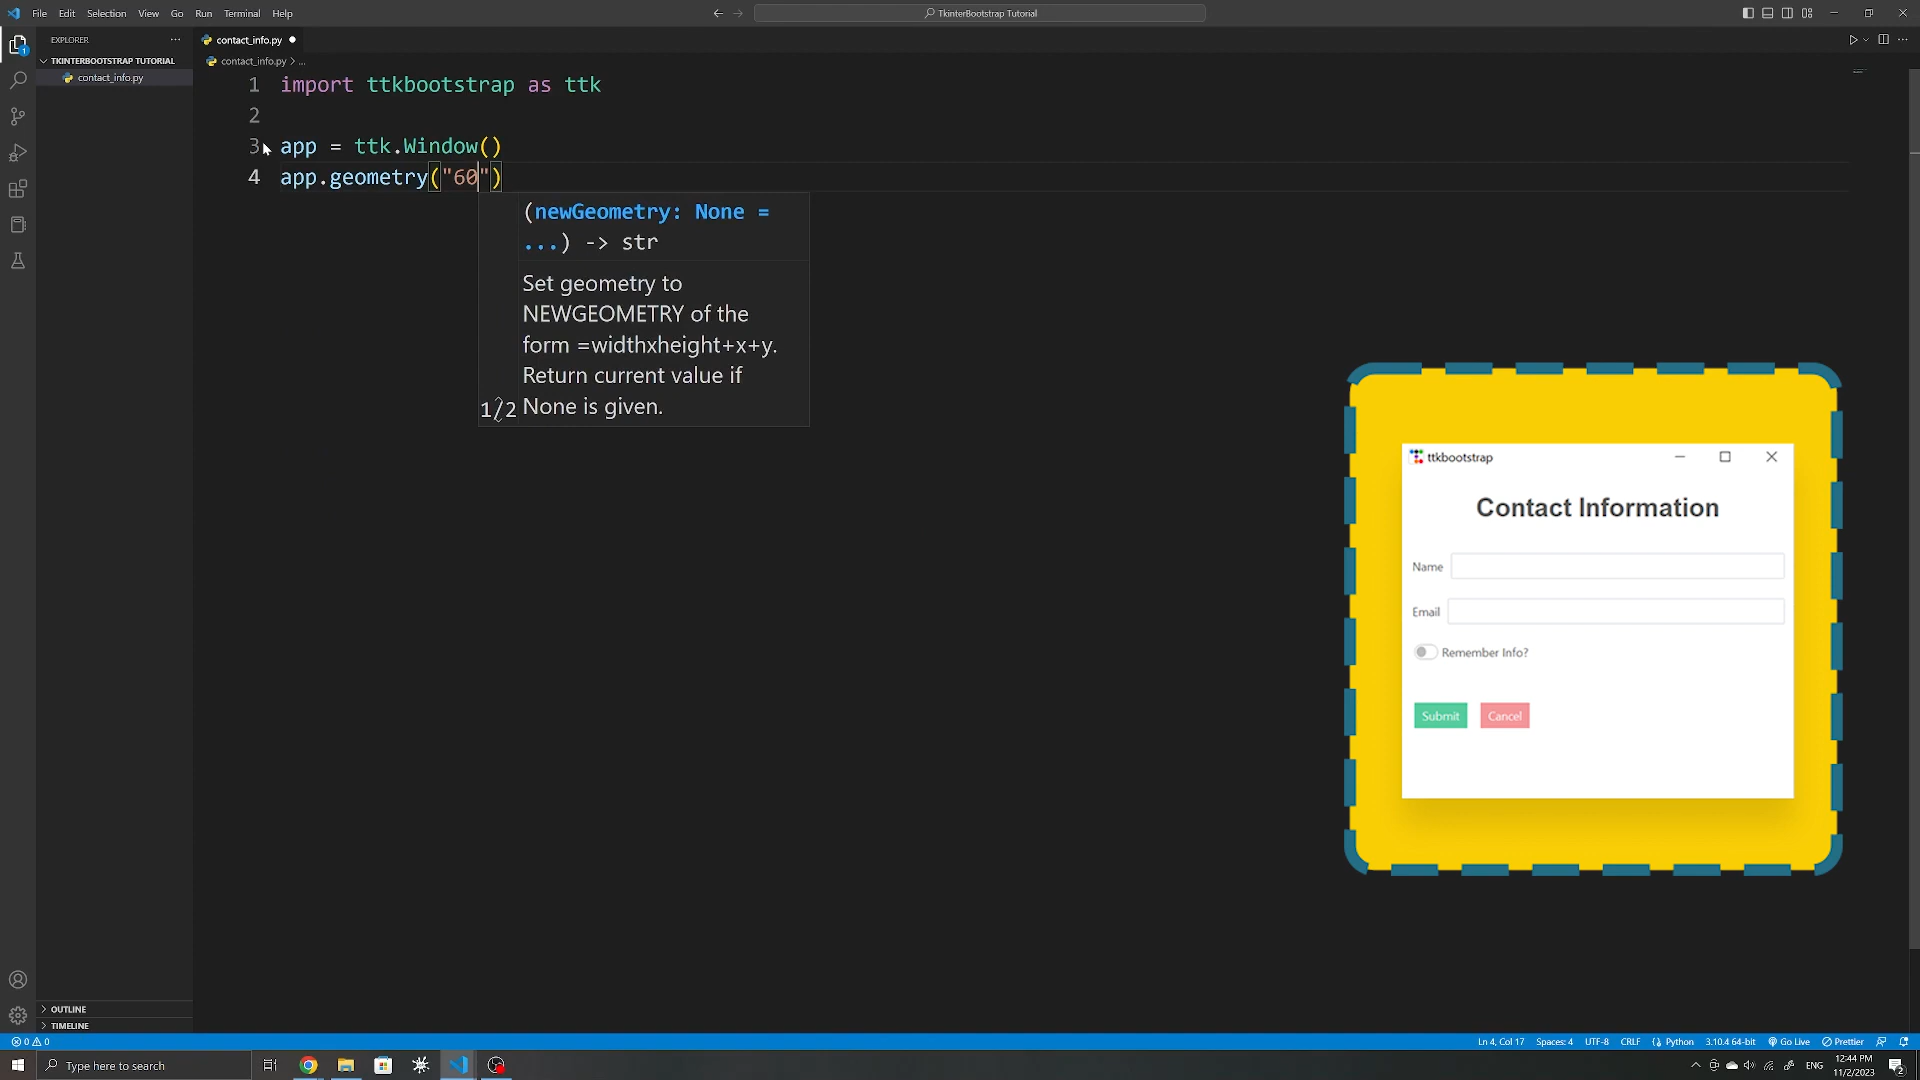 File Edit Selection View Go Run Terminal Help
TkinterBootstrap Tutorial
EXPLORER
TKINTERBOOTSTRAP TUTORIAL
contact_info.py
contact_info.py
contact_info.py > ...
1 import ttkbootstrap as ttk
2
3 app = ttk.Window()
4 app.geometry("60")
(newGeometry: None =
...) -> str
Set geometry to
NEWGEOMETRY of the
form =widthxheight+x+y.
Return current value if
None is given.
1/2
ttkbootstrap
Contact Information
Name
Email
Remember Info?
Submit Cancel
OUTLINE
TIMELINE
0 0
Ln 4, Col 17 Spaces: 4 UTF-8 CRLF Python 3.10.4 64-bit Go Live Prettier
Type here to search
ENG
12:44 PM
11/2/2023
2
1